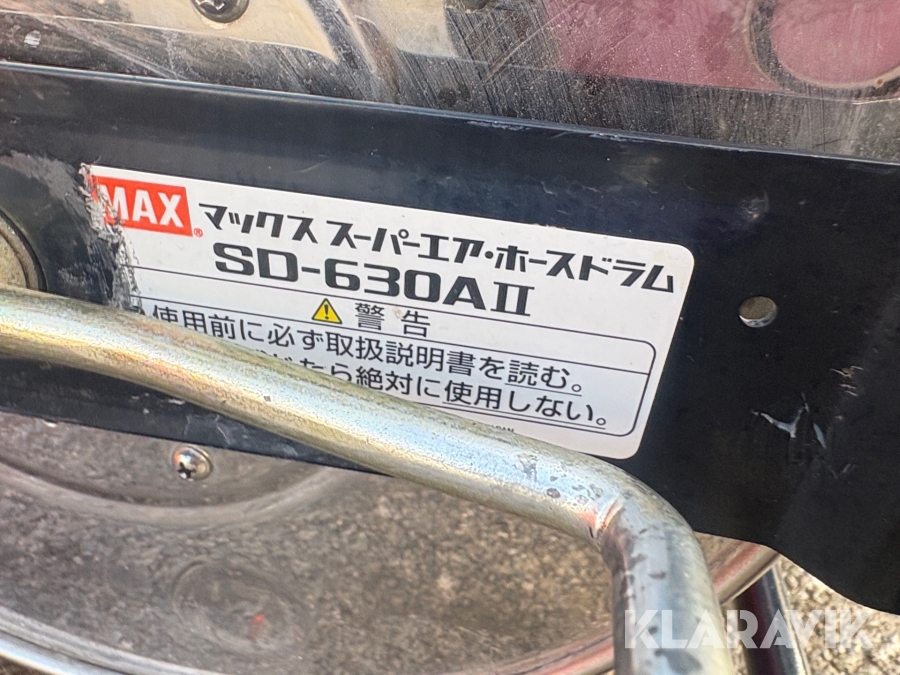 MAX® マックス スーパーエア・ホースドラム
SD-630AII
警告
使用前に必ず取扱説明書を読む。
たら絶対に使用しない。
KLARAVIK